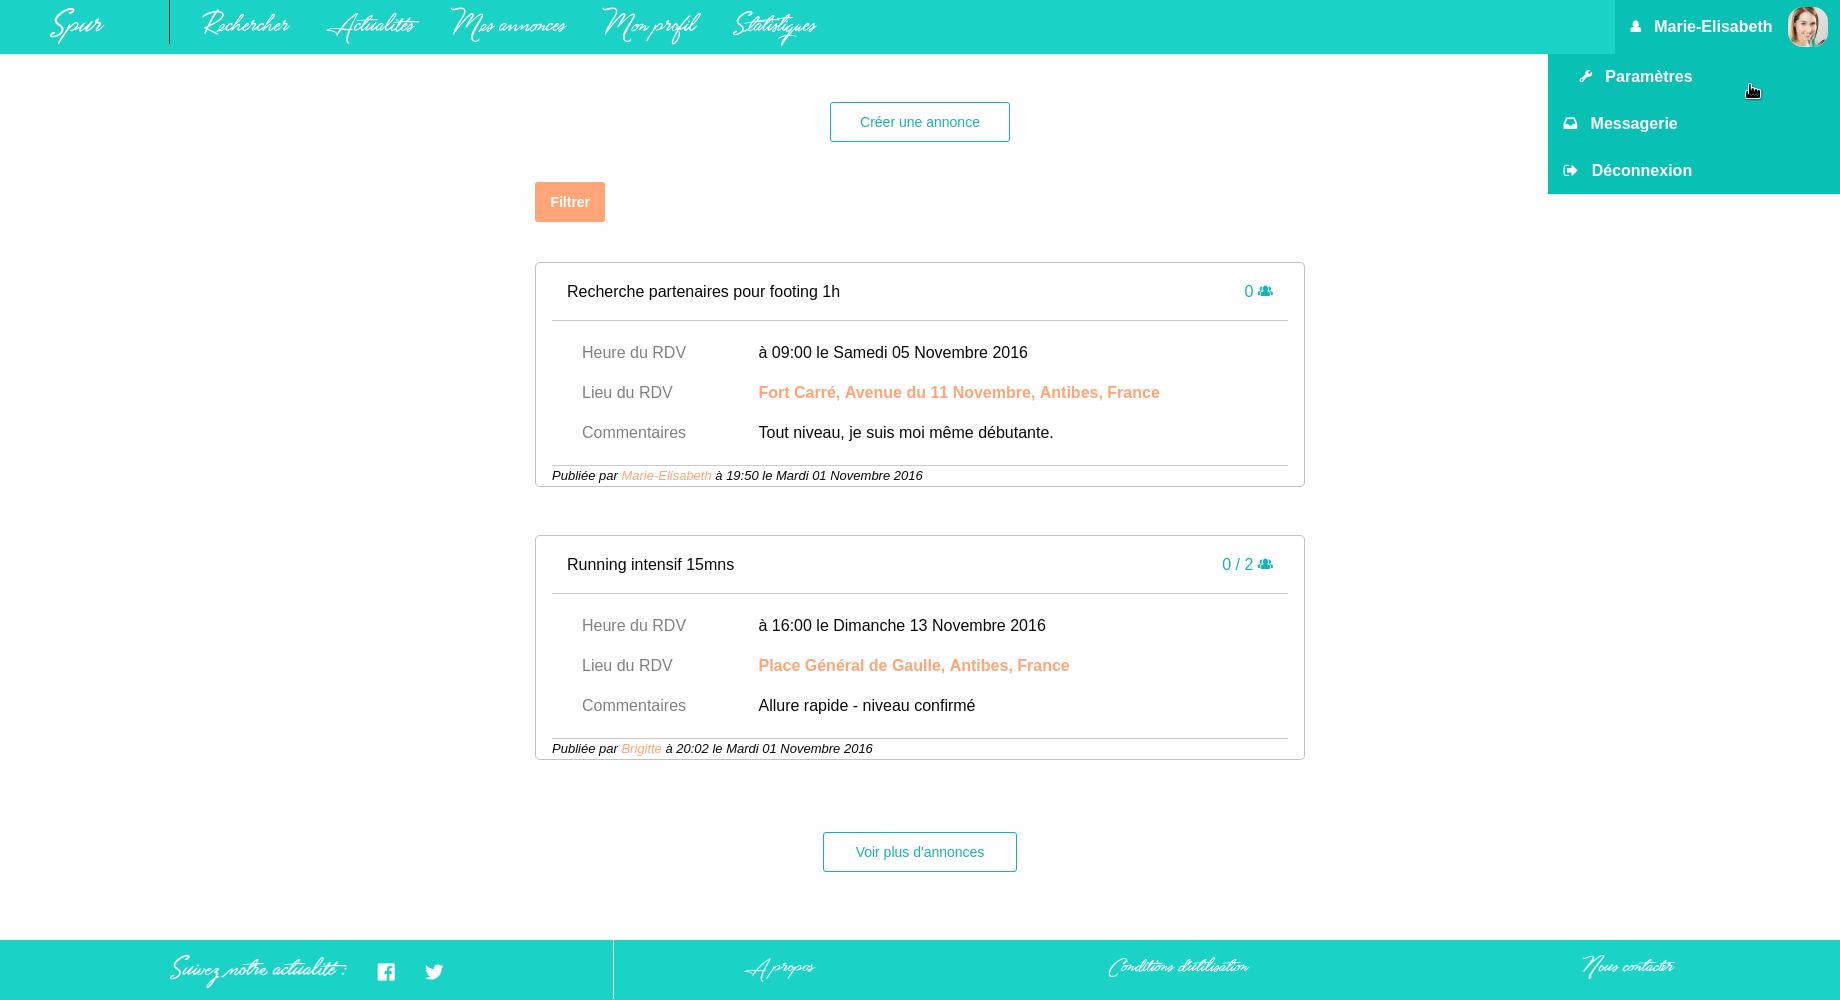 Spur
Rechercher
Actualités
Mes annonces
Mon profil
Statistiques
Marie-Elisabeth
Paramètres
Messagerie
Déconnexion
Créer une annonce
Filtrer
Recherche partenaires pour footing 1h
0
Heure du RDV
à 09:00 le Samedi 05 Novembre 2016
Lieu du RDV
Fort Carré, Avenue du 11 Novembre, Antibes, France
Commentaires
Tout niveau, je suis moi même débutante.
Publiée par Marie-Elisabeth à 19:50 le Mardi 01 Novembre 2016
Running intensif 15mns
0 / 2
Heure du RDV
à 16:00 le Dimanche 13 Novembre 2016
Lieu du RDV
Place Général de Gaulle, Antibes, France
Commentaires
Allure rapide - niveau confirmé
Publiée par Brigitte à 20:02 le Mardi 01 Novembre 2016
Voir plus d'annonces
Suivez notre actualité :
A propos
Conditions d'utilisation
Nous contacter